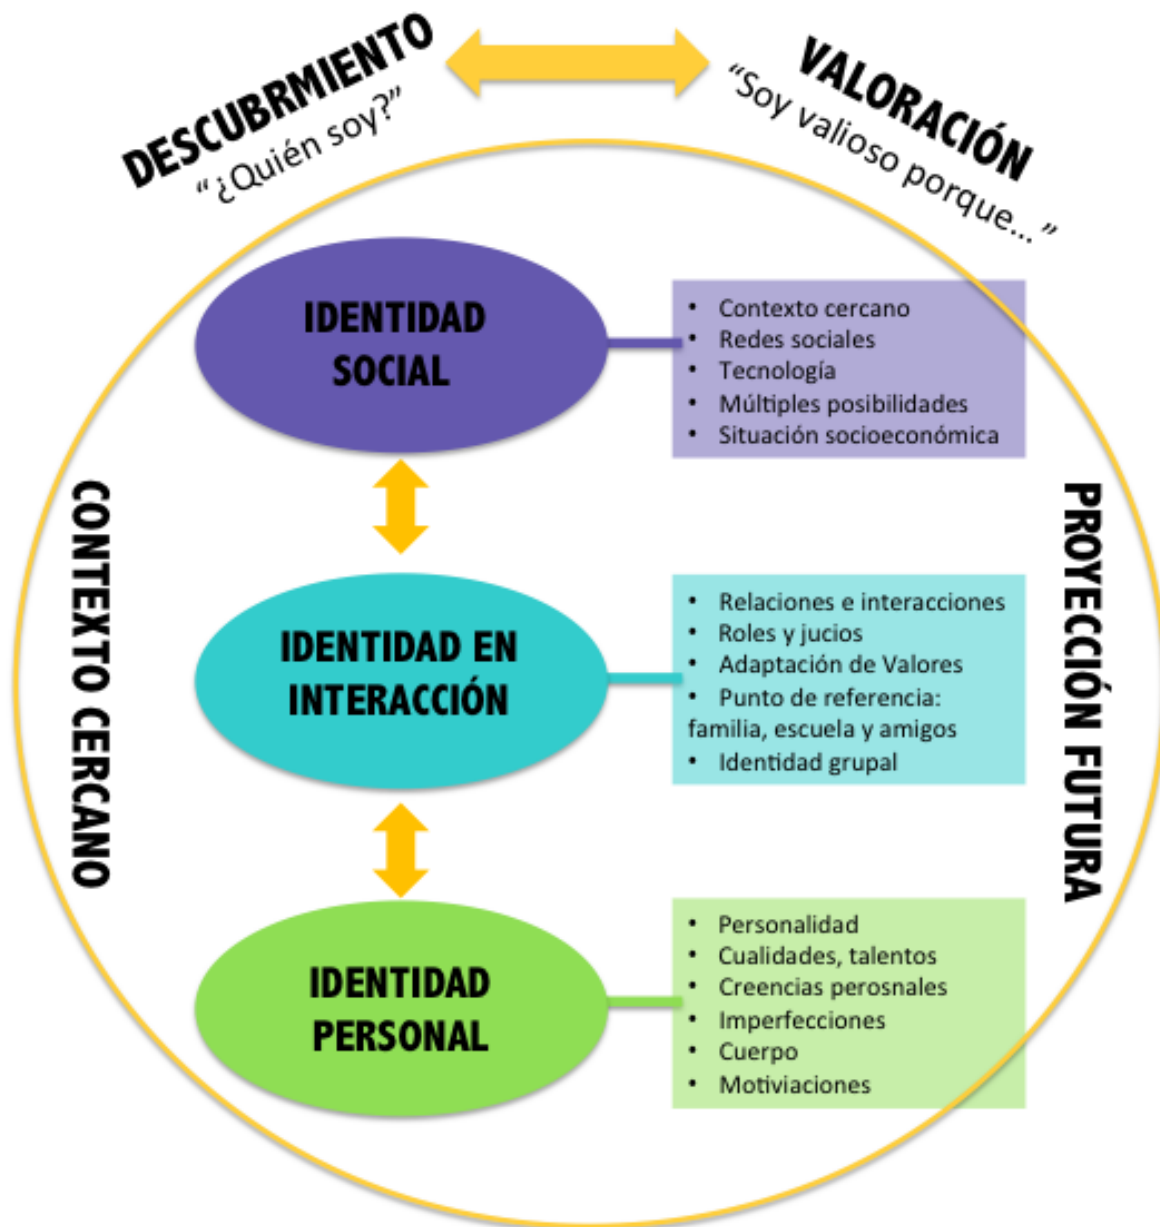 DESCUBRMIENTO
“¿Quién soy?”
VALORACIÓN
“Soy valioso porque...”
IDENTIDAD
SOCIAL
• Contexto cercano
• Redes sociales
• Tecnología
• Múltiples posibilidades
• Situación socioeconómica
CONTEXTO CERCANO
PROYECCIÓN FUTURA
IDENTIDAD EN
INTERACCIÓN
• Relaciones e interacciones
• Roles y jucios
• Adaptación de Valores
• Punto de referencia:
familia, escuela y amigos
• Identidad grupal
IDENTIDAD
PERSONAL
• Personalidad
• Cualidades, talentos
• Creencias perosnales
• Imperfecciones
• Cuerpo
• Motiviaciones